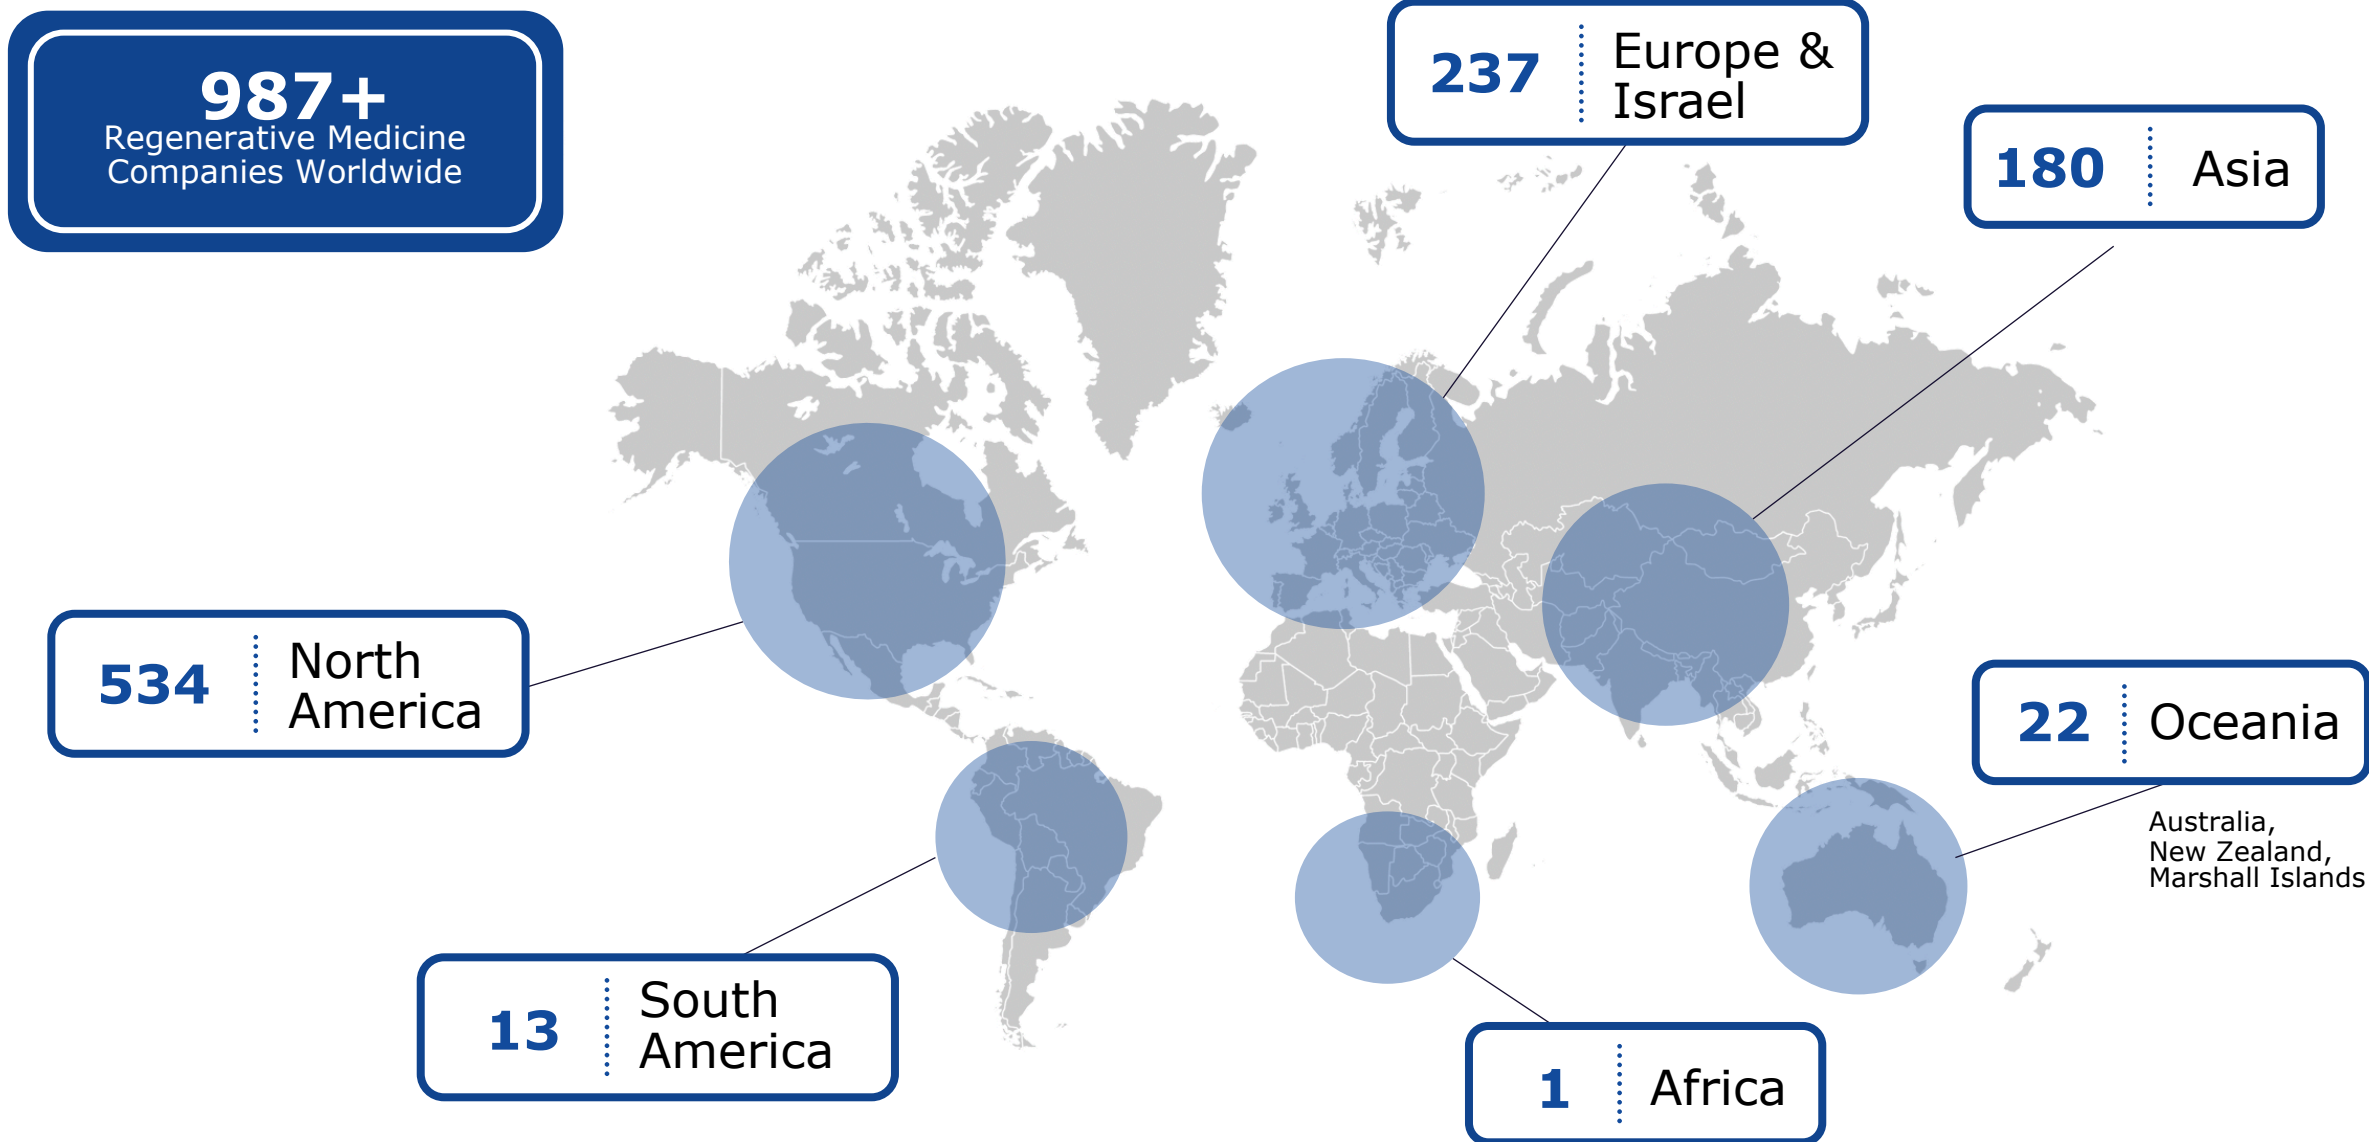 987+
Regenerative Medicine
Companies Worldwide
237
Europe &
Israel
180
Asia
534
North
America
22
Oceania
Australia,
New Zealand,
Marshall Islands
13
South
America
1
Africa